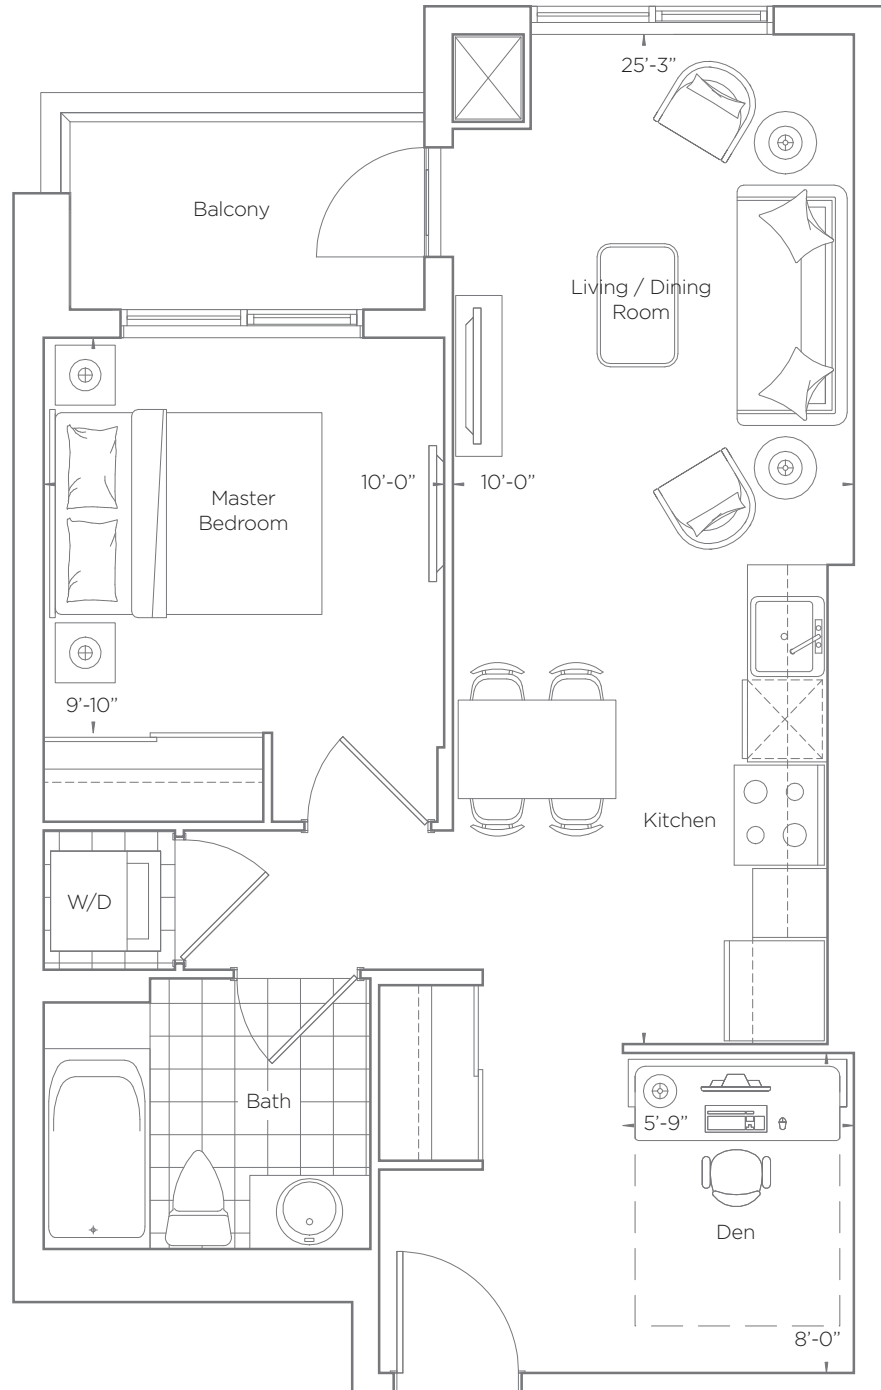 25’-3”
Balcony
Living / Dining
Room
Master
Bedroom
10’-0”
10’-0”
9’-10”
Kitchen
W/D
Bath
5’-9”
Den
8’-0”